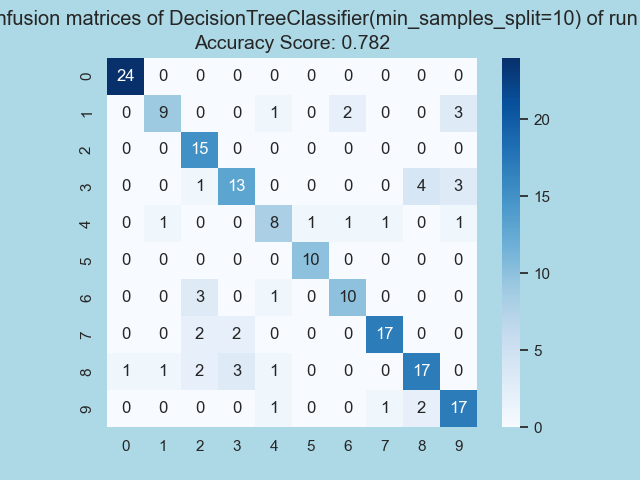 nfusion matrices of DecisionTreeClassifier(min_samples_split=10) of run
Accuracy Score: 0.782
0 24 0 0 0 0 0 0 0 0 0
1 0 9 0 0 1 0 2 0 0 3
2 0 0 15 0 0 0 0 0 0 0
3 0 0 1 13 0 0 0 0 4 3
4 0 1 0 0 8 1 1 1 0 1
5 0 0 0 0 0 10 0 0 0 0
6 0 0 3 0 1 0 10 0 0 0
7 0 0 2 2 0 0 0 17 0 0
8 1 1 2 3 1 0 0 0 17 0
9 0 0 0 0 1 0 0 1 2 17
0 1 2 3 4 5 6 7 8 9
20
15
10
5
0